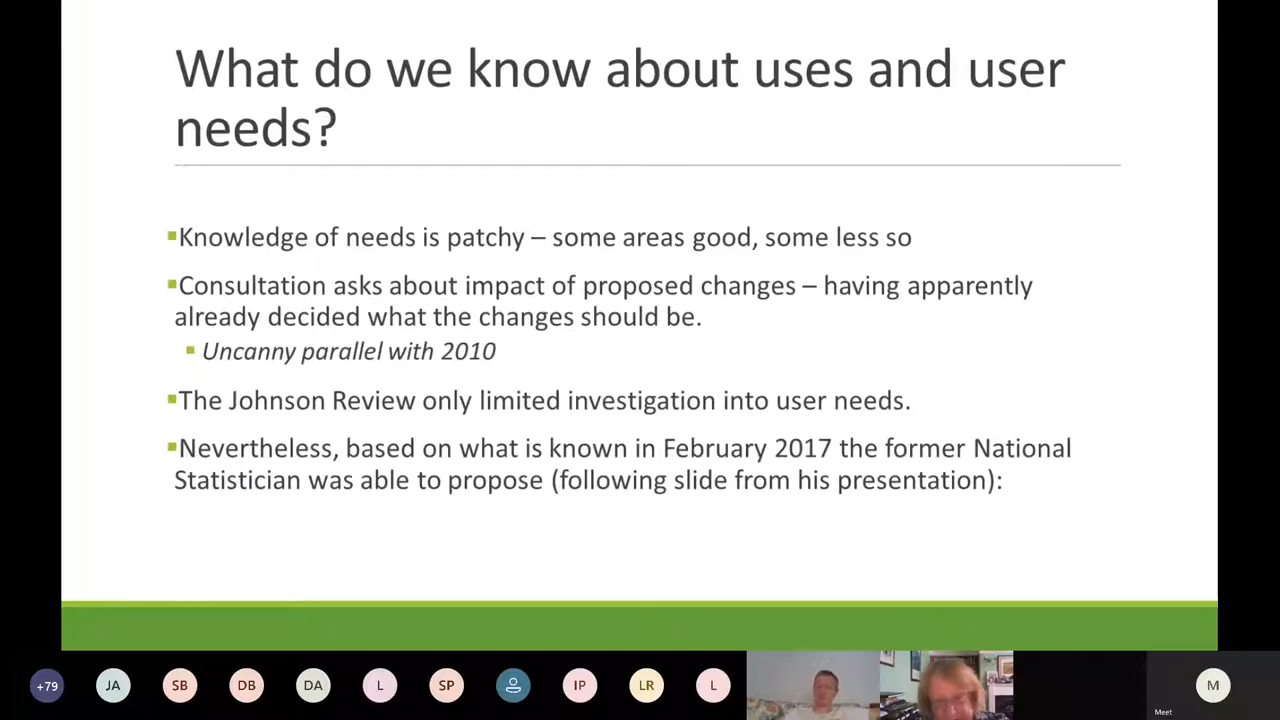 What do we know about uses and user
needs?
Knowledge of needs is patchy – some areas good, some less so
Consultation asks about impact of proposed changes – having apparently
already decided what the changes should be.
Uncanny parallel with 2010
The Johnson Review only limited investigation into user needs.
Nevertheless, based on what is known in February 2017 the former National
Statistician was able to propose (following slide from his presentation):
+79 JA SB DB DA L SP IP LR L M
Meet